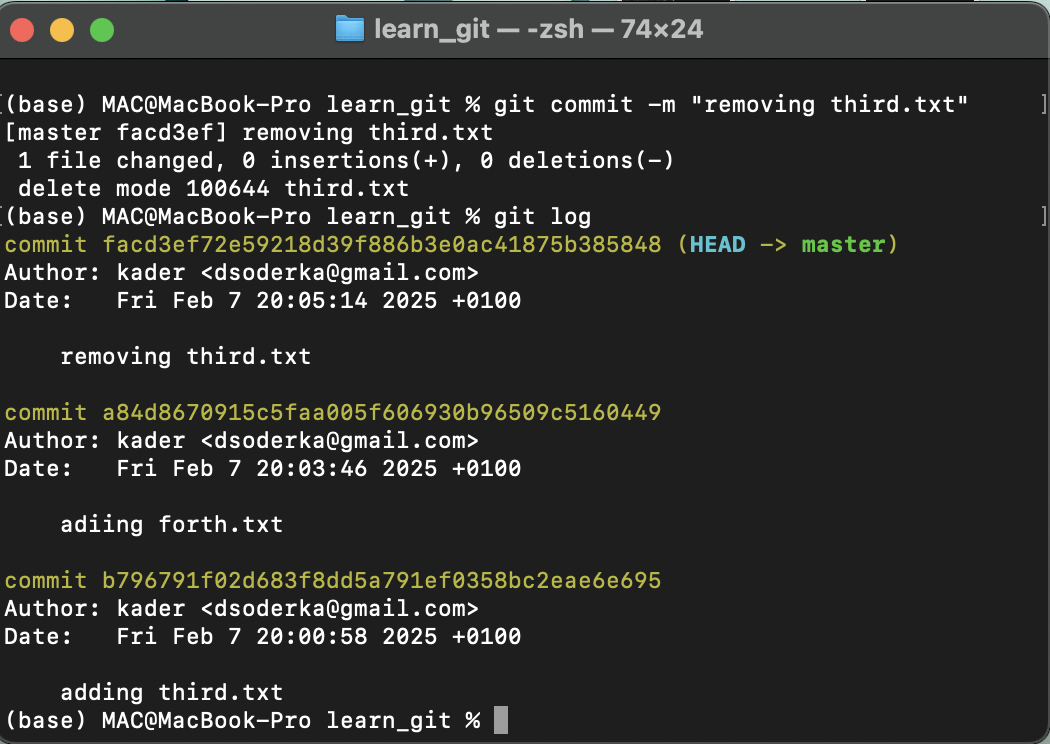 learn_git — -zsh — 74×24
(base) MAC@MacBook-Pro learn_git % git commit -m "removing third.txt"
[master facd3ef] removing third.txt
 1 file changed, 0 insertions(+), 0 deletions(-)
 delete mode 100644 third.txt
(base) MAC@MacBook-Pro learn_git % git log
commit facd3ef72e59218d39f886b3e0ac41875b385848 (HEAD -> master)
Author: kader <dsoderka@gmail.com>
Date:   Fri Feb 7 20:05:14 2025 +0100

    removing third.txt

commit a84d8670915c5faa005f606930b96509c5160449
Author: kader <dsoderka@gmail.com>
Date:   Fri Feb 7 20:03:46 2025 +0100

    adiing forth.txt

commit b796791f02d683f8dd5a791ef0358bc2eae6e695
Author: kader <dsoderka@gmail.com>
Date:   Fri Feb 7 20:00:58 2025 +0100

    adding third.txt
(base) MAC@MacBook-Pro learn_git %